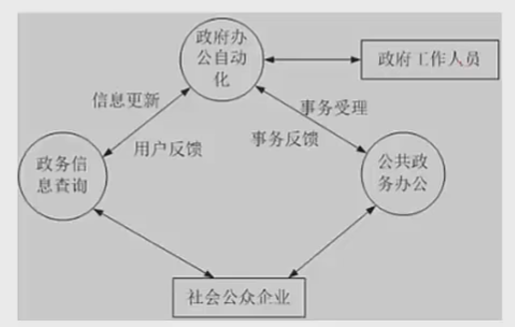 政府办
公自动
化
政府工作人员
信息更新
事务受理
用户反馈
事务反馈
政务信
息查询
公共政
务办公
社会公众企业